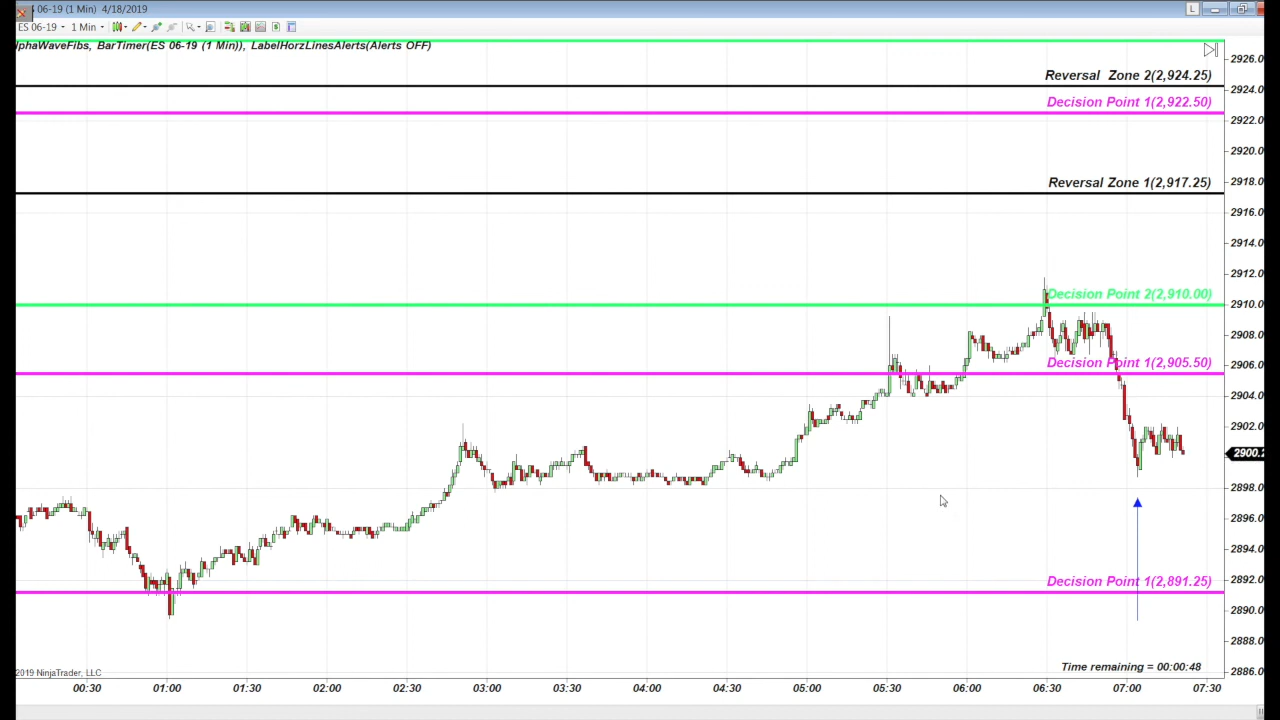 06-19 (1 Min) 4/18/2019
L
ES 06-19 1 Min
lphaWaveFibs, BarTimer(ES 06-19 (1 Min)), LabelHorzLinesAlerts(Alerts OFF)
2926.0
Reversal Zone 2(2,924.25)
2924.0
Decision Point 1(2,922.50)
2922.0
2920.0
Reversal Zone 1(2,917.25)
2918.0
2916.0
2914.0
2912.0
Decision Point 2(2,910.00)
2910.0
2908.0
Decision Point 1(2,905.50)
2906.0
2904.0
2902.0
2900.2
2898.0
2896.0
2894.0
2892.0
Decision Point 1(2,891.25)
2890.0
2888.0
2886.0
Time remaining = 00:00:48
2019 NinjaTrader, LLC
00:30 01:00 01:30 02:00 02:30 03:00 03:30 04:00 04:30 05:00 05:30 06:00 06:30 07:00 07:30